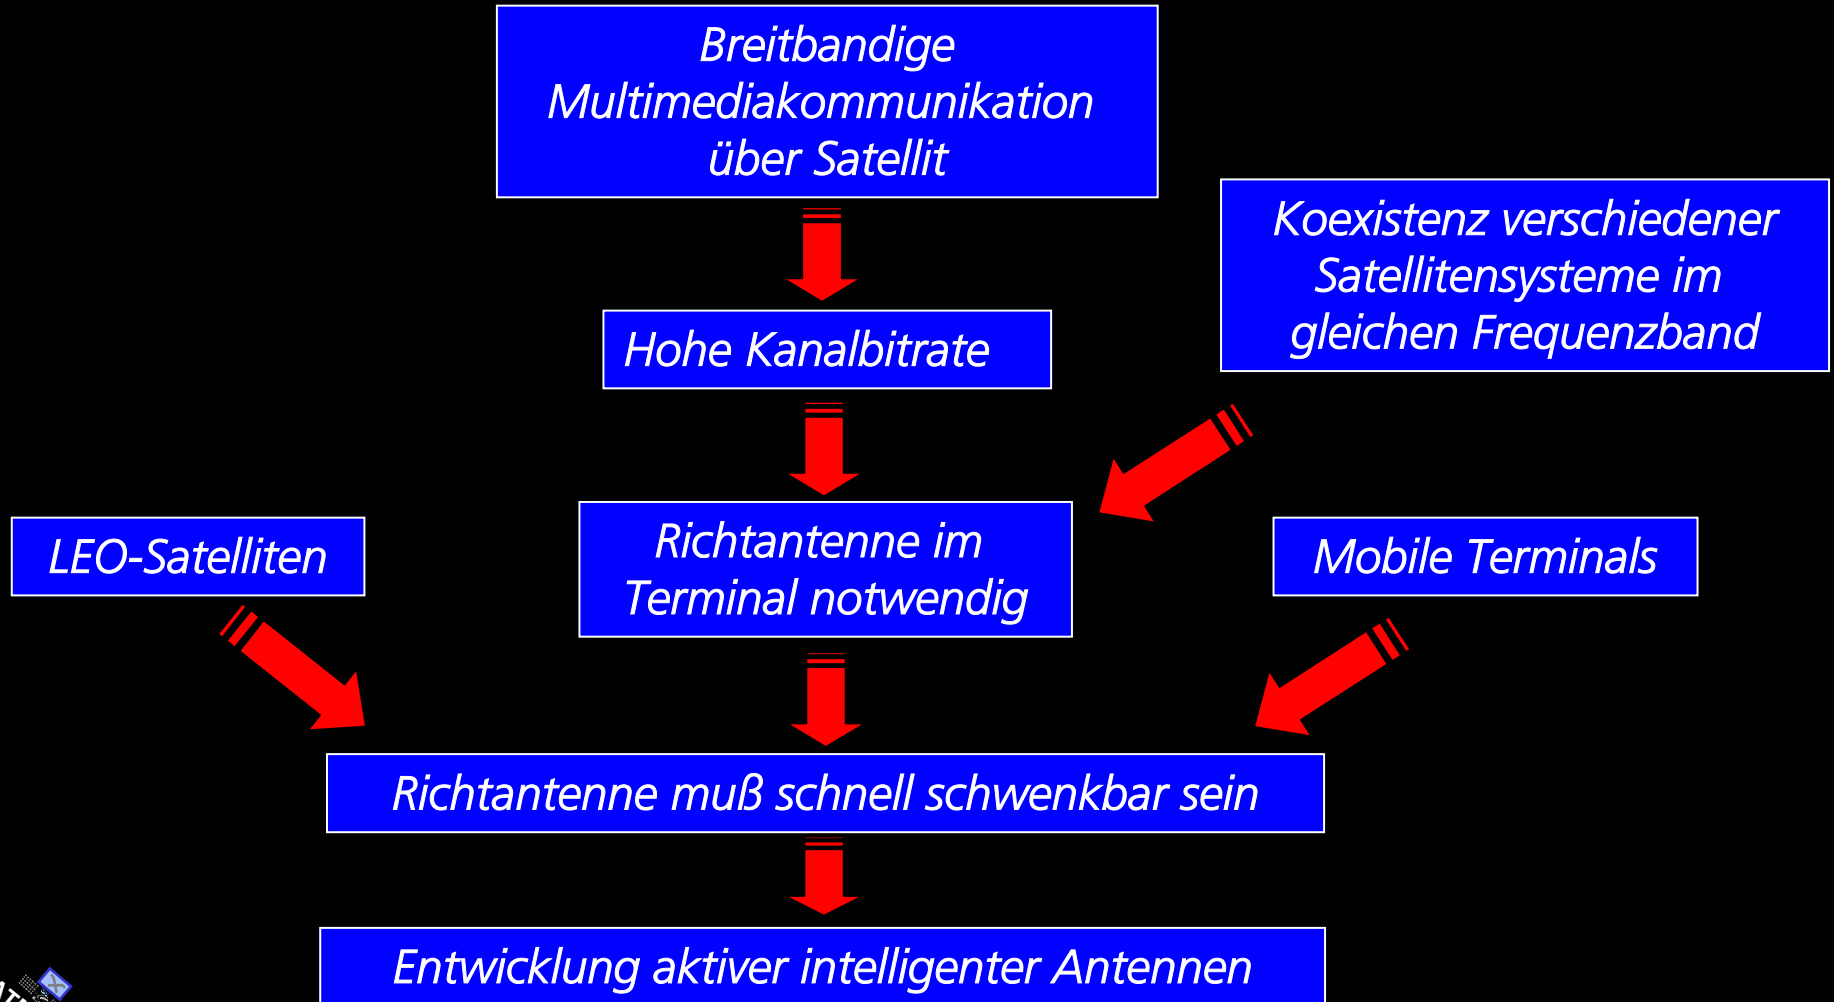 Breitbandige
Multimediakommunikation
über Satellit
Koexistenz verschiedener
Satellitensysteme im
gleichen Frequenzband
Hohe Kanalbitrate
Richtantenne im
Terminal notwendig
LEO-Satelliten
Mobile Terminals
Richtantenne muß schnell schwenkbar sein
Entwicklung aktiver intelligenter Antennen